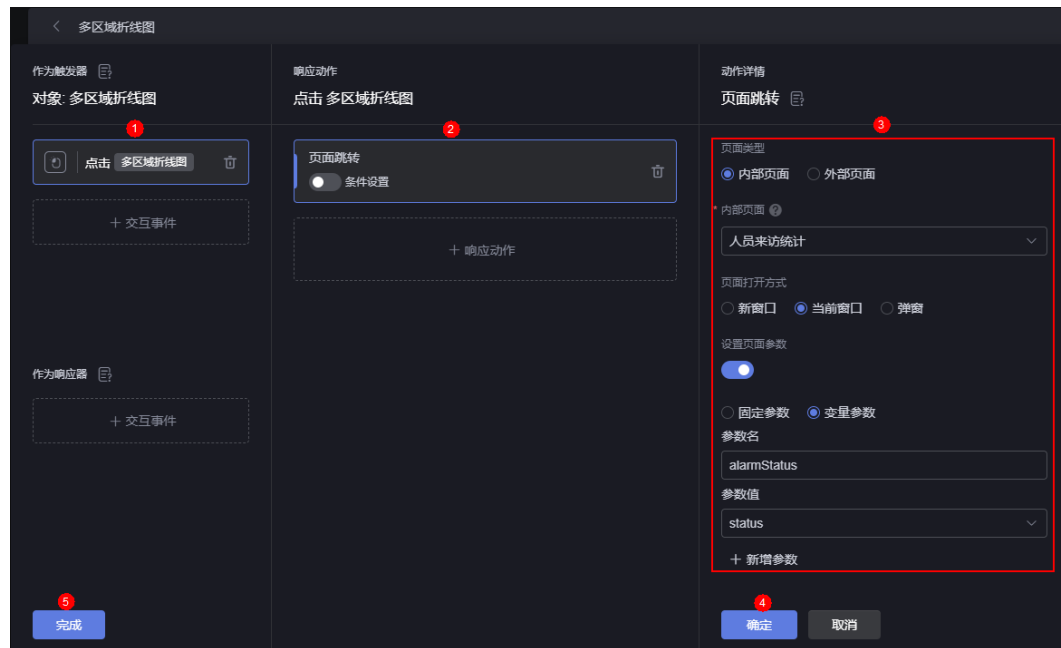 多区域折线图
作为触发器
对象: 多区域折线图
1
点击 多区域折线图
+ 交互事件
作为响应器
+ 交互事件
5
完成
响应动作
点击 多区域折线图
2
页面跳转
条件设置
+ 响应动作
动作详情
页面跳转
3
页面类型
内部页面 外部页面
* 内部页面 ?
人员来访统计
页面打开方式
新窗口 当前窗口 弹窗
设置页面参数
固定参数 变量参数
参数名
alarmStatus
参数值
status
+ 新增参数
4
确定 取消